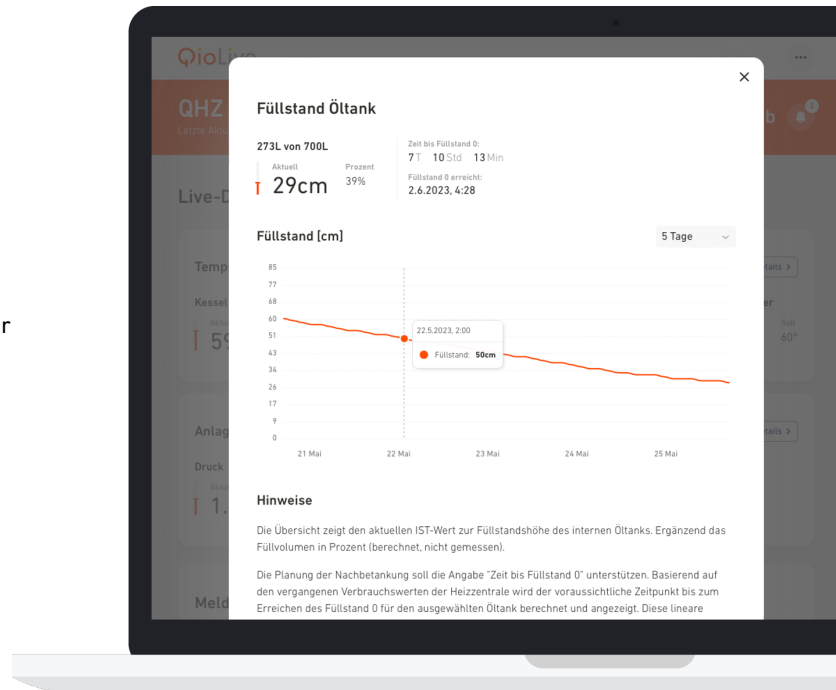 QioLive
QHZ
b
2
Letzte Aktu
Live-D
Temp
Kessel
59
Details >
er
Soll
60°
Anlag
Druck
1.
Details >
Meld
r
Füllstand Öltank
273L von 700L
Aktuell
Prozent
29cm
39%
Zeit bis Füllstand 0:
7T 10Std 13Min
Füllstand 0 erreicht:
2.6.2023, 4:28
Füllstand [cm]
5 Tage
85
77
68
60
51
43
34
26
17
9
0
22.5.2023, 2:00
Füllstand: 50cm
21 Mai
22 Mai
23 Mai
24 Mai
25 Mai
Hinweise
Die Übersicht zeigt den aktuellen IST-Wert zur Füllstandshöhe des internen Öltanks. Ergänzend das
Füllvolumen in Prozent (berechnet, nicht gemessen).
Die Planung der Nachbetankung soll die Angabe "Zeit bis Füllstand 0" unterstützen. Basierend auf
den vergangenen Verbrauchswerten der Heizzentrale wird der voraussichtliche Zeitpunkt bis zum
Erreichen des Füllstand 0 für den ausgewählten Öltank berechnet und angezeigt. Diese lineare